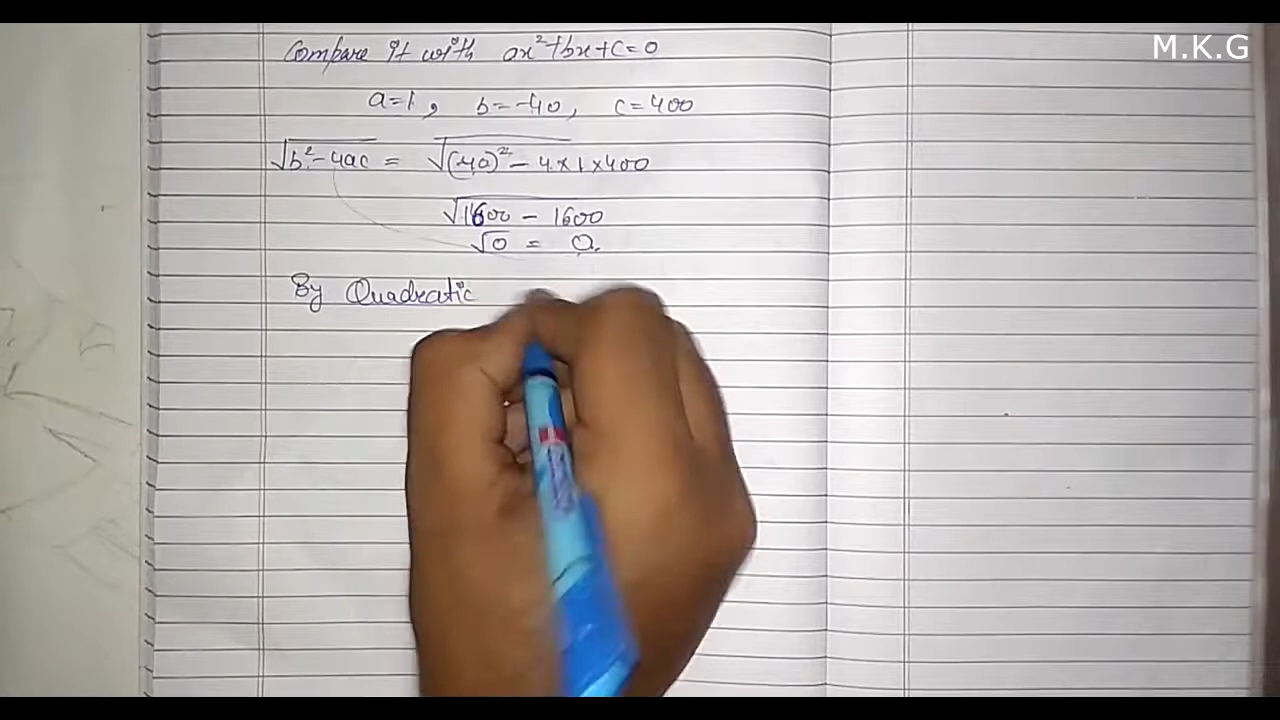 M.K.G
Compare it with ax²+bx+c=0
a=1, b=-40, c=400
√b²-4ac = √(40)²-4×1×400
√1600 - 1600
√0 = 0.
By Quadratic